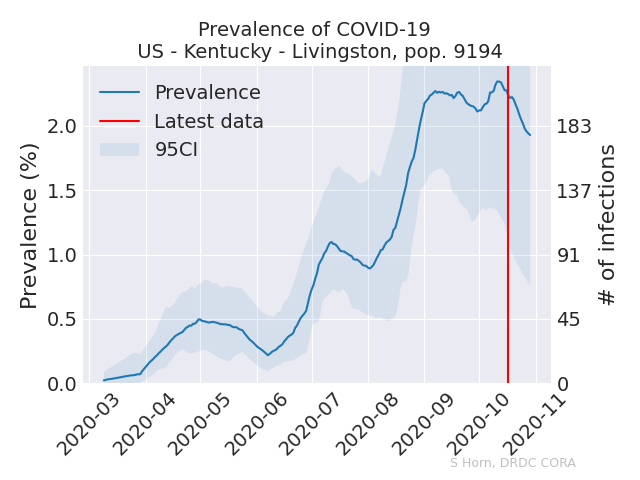 Prevalence of COVID-19
US - Kentucky - Livingston, pop. 9194
Prevalence
Latest data
95CI
Prevalence (%)
2.0
1.5
1.0
0.5
0.0
183
137
91
45
0
# of infections
2020-03
2020-04
2020-05
2020-06
2020-07
2020-08
2020-09
2020-10
2020-11
S Horn, DRDC CORA